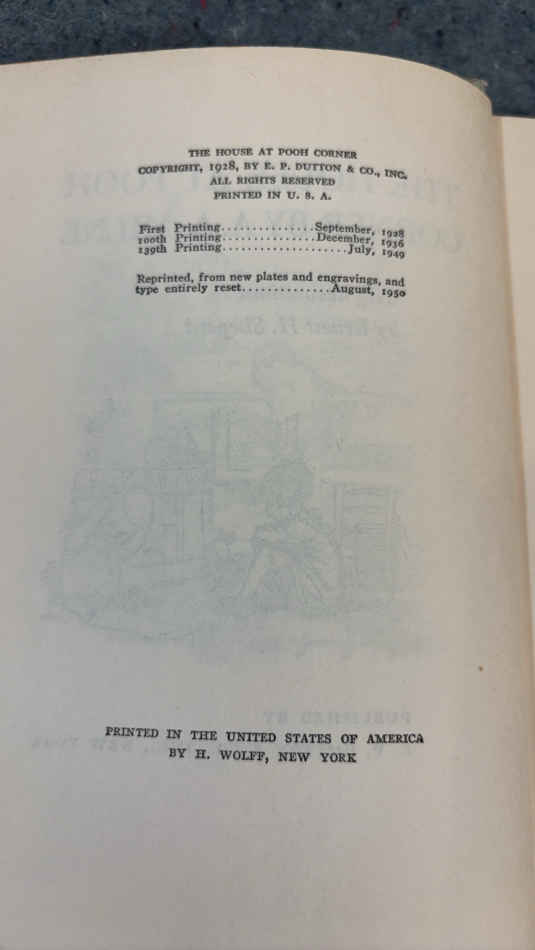 THE HOUSE AT POOH CORNER
COPYRIGHT, 1928, BY E. P. DUTTON & CO., INC.
ALL RIGHTS RESERVED
PRINTED IN U. S. A.
First Printing..............September, 1928
100th Printing..............December, 1936
139th Printing...................July, 1949
Reprinted, from new plates and engravings, and
type entirely reset..............August, 1950
PRINTED IN THE UNITED STATES OF AMERICA
BY H. WOLFF, NEW YORK